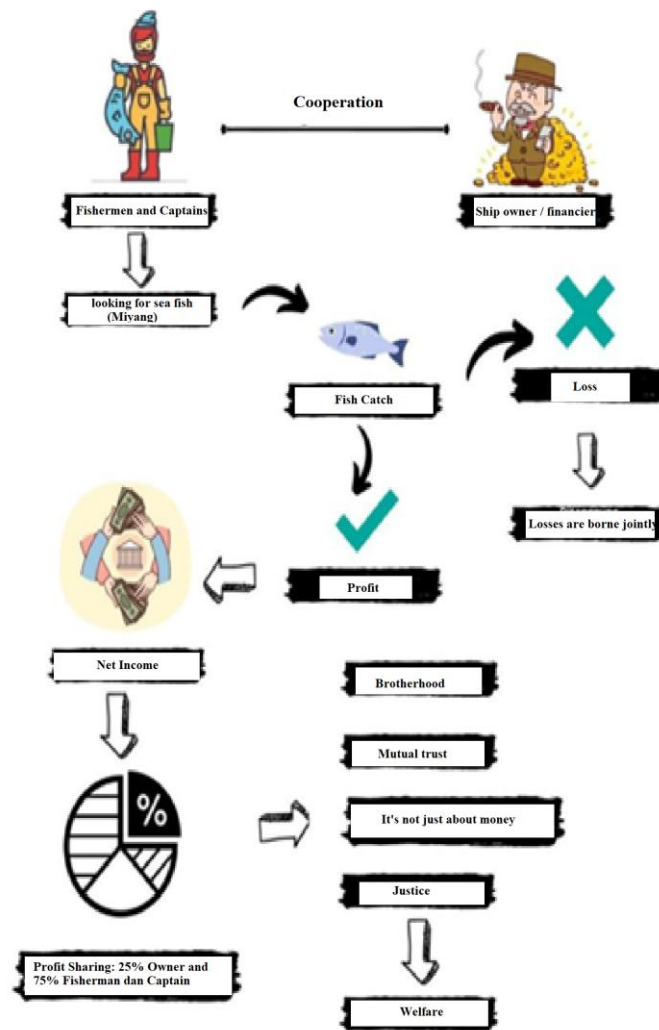 Cooperation
Fishermen and Captains
Ship owner / financier
looking for sea fish
(Miyang)
Fish Catch
Loss
Losses are borne jointly
Profit
Net Income
Brotherhood
Mutual trust
%
It's not just about money
Justice
Profit Sharing: 25% Owner and
75% Fisherman dan Captain
Welfare